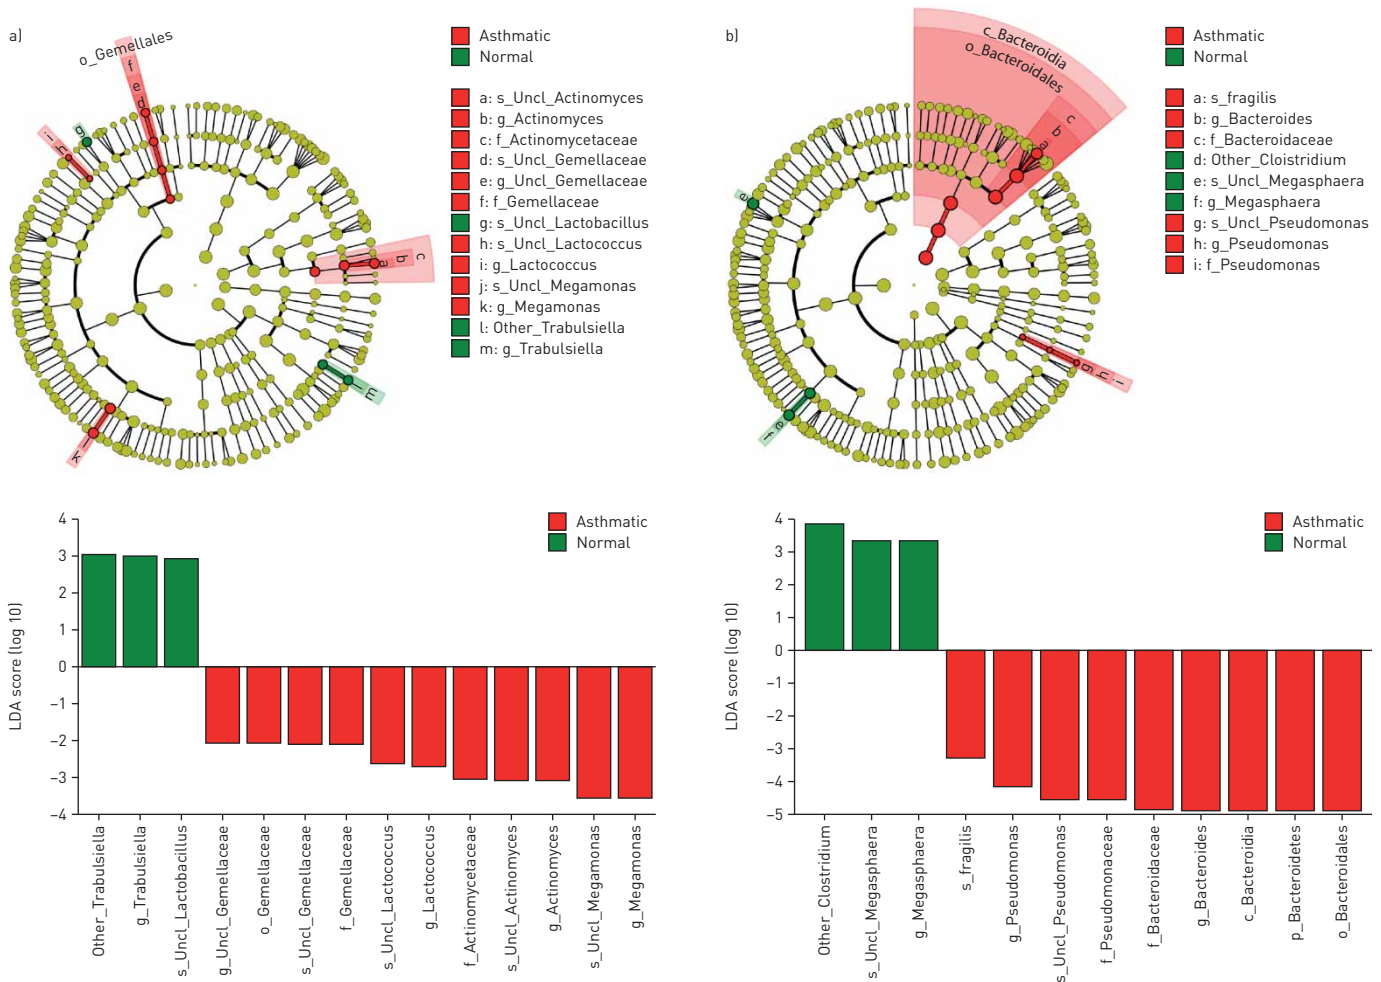 a)
o_Gemellales
f
e
d
g
i
h
c
b
a
l
m
j
k
Asthmatic
Normal
a: s_Uncl_Actinomyces
b: g_Actinomyces
c: f_Actinomycetaceae
d: s_Uncl_Gemellaceae
e: g_Uncl_Gemellaceae
f: f_Gemellaceae
g: s_Uncl_Lactobacillus
h: s_Uncl_Lactococcus
i: g_Lactococcus
j: s_Uncl_Megamonas
k: g_Megamonas
l: Other_Trabulsiella
m: g_Trabulsiella
b)
c_Bacteroidia
o_Bacteroidales
c
b
a
e
g
h
i
e f
Asthmatic
Normal
a: s_fragilis
b: g_Bacteroides
c: f_Bacteroidaceae
d: Other_Cloistridium
e: s_Uncl_Megasphaera
f: g_Megasphaera
g: s_Uncl_Pseudomonas
h: g_Pseudomonas
i: f_Pseudomonas
LDA score (log 10)
4
3
2
1
0
–1
–2
–3
–4
Asthmatic
Normal
Other_Trabulsiella
g_Trabulsiella
s_Uncl_Lactobacillus
g_Uncl_Gemellaceae
o_Gemellaceae
s_Uncl_Gemellaceae
f_Gemellaceae
s_Uncl_Lactococcus
g_Lactococcus
f_Actinomycetaceae
s_Uncl_Actinomyces
g_Actinomyces
s_Uncl_Megamonas
g_Megamonas
LDA score (log 10)
4
3
2
1
0
–1
–2
–3
–4
–5
Asthmatic
Normal
Other_Clostridium
s_Uncl_Megasphaera
g_Megasphaera
s_fragilis
g_Pseudomonas
s_Uncl_Pseudomonas
f_Pseudomonaceae
f_Bacteroidaceae
g_Bacteroides
c_Bacteroidia
p_Bacteroidetes
o_Bacteroidales